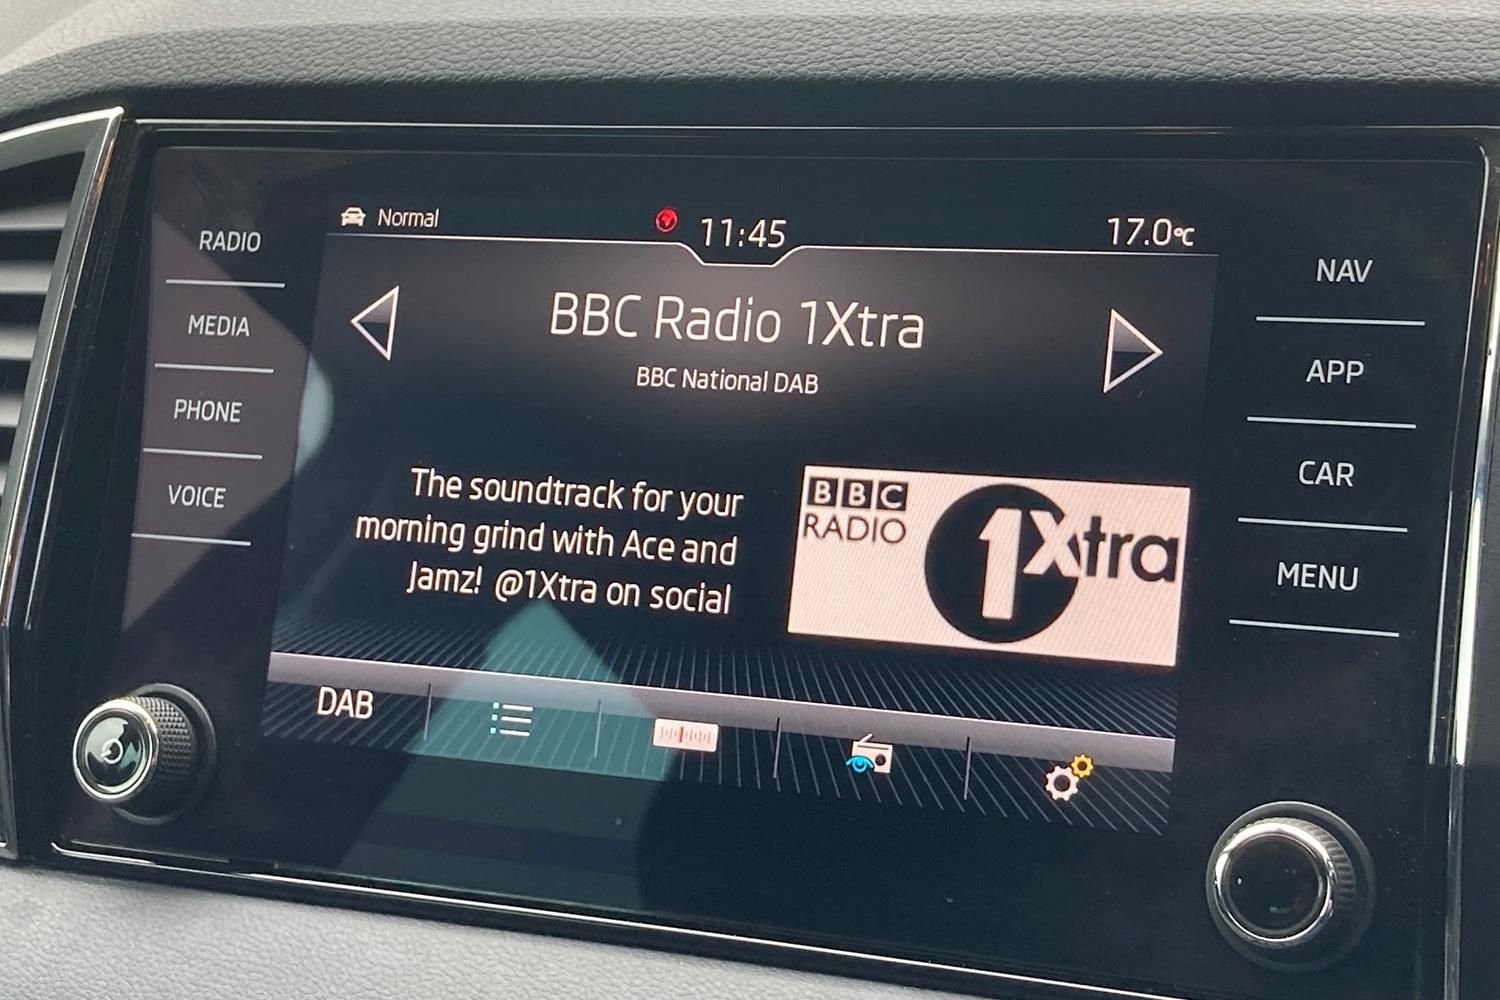 Normal
11:45
17.0°C
RADIO
MEDIA
PHONE
VOICE
BBC Radio 1Xtra
BBC National DAB
The soundtrack for your
morning grind with Ace and
Jamz! @1Xtra on social
BBC
RADIO
1Xtra
DAB
NAV
APP
CAR
MENU